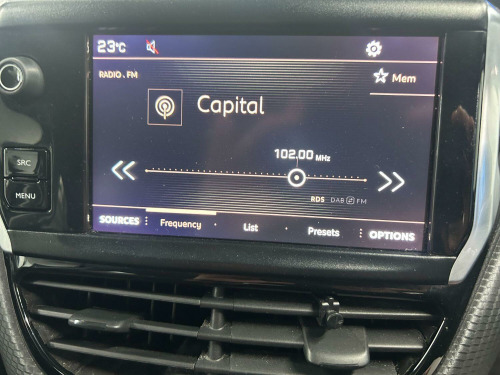 23°C
RADIO . FM
Mem
Capital
102.00 MHz
SRC
MENU
RDS DAB FM
SOURCES Frequency List Presets OPTIONS